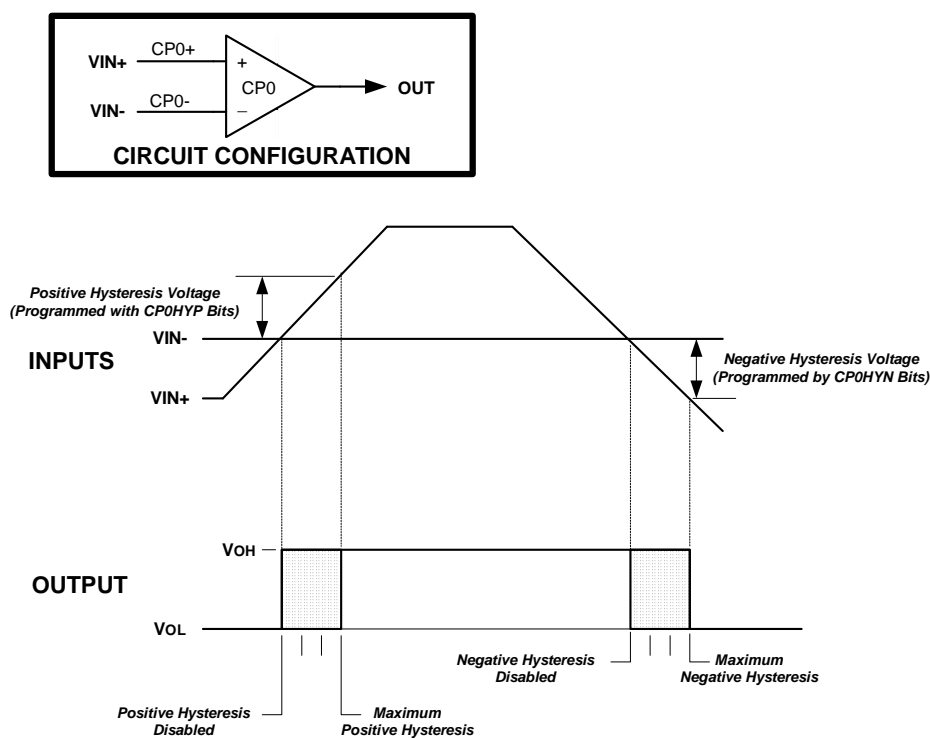 VIN+
CP0+
+
CP0
OUT
VIN-
CP0-
_
CIRCUIT CONFIGURATION
Positive Hysteresis Voltage
(Programmed with CP0HYP Bits)
VIN-
INPUTS
Negative Hysteresis Voltage
(Programmed by CP0HYN Bits)
VIN+
VOH
OUTPUT
VOL
Negative Hysteresis
Disabled
Maximum
Negative Hysteresis
Positive Hysteresis
Disabled
Maximum
Positive Hysteresis